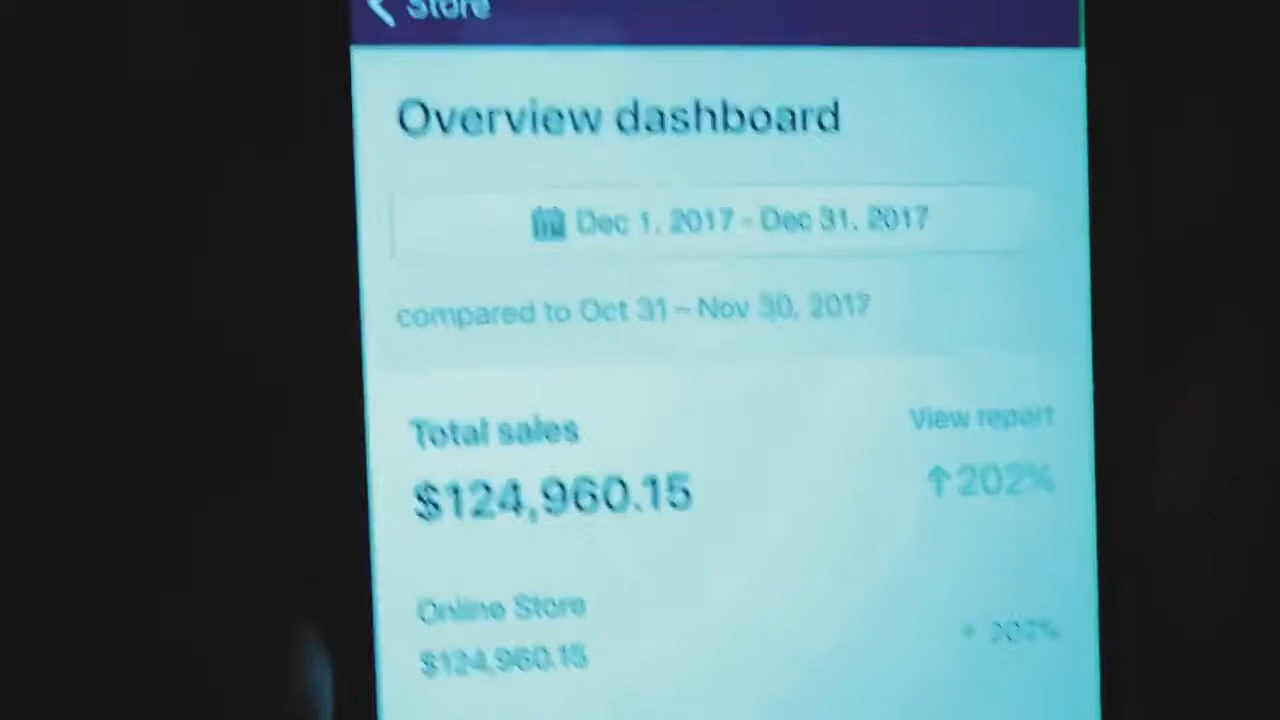 Store
Overview dashboard
Dec 1, 2017 - Dec 31, 2017
compared to Oct 31 – Nov 30, 2017
Total sales
View report
$124,960.15
↑202%
Online Store
$124,960.15
202%